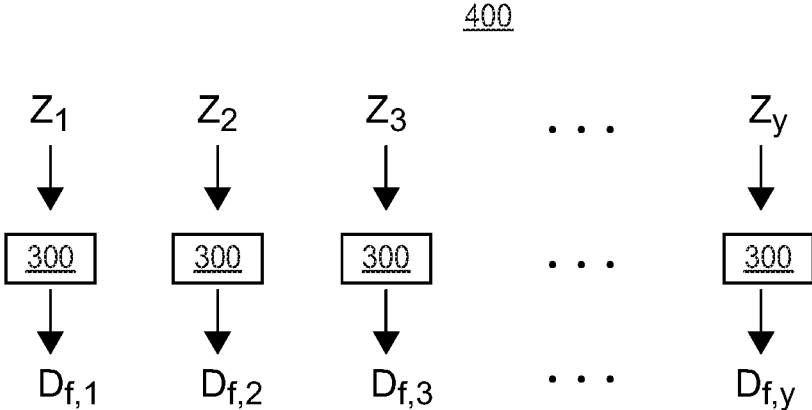 400
Z1 Z2 Z3 . . . Zy
300 300 300 . . . 300
Df,1 Df,2 Df,3 . . . Df,y